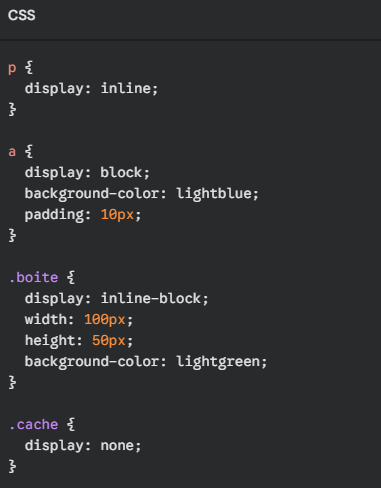 CSS
p {
  display: inline;
}
a {
  display: block;
  background-color: lightblue;
  padding: 10px;
}
.boite {
  display: inline-block;
  width: 100px;
  height: 50px;
  background-color: lightgreen;
}
.cache {
  display: none;
}